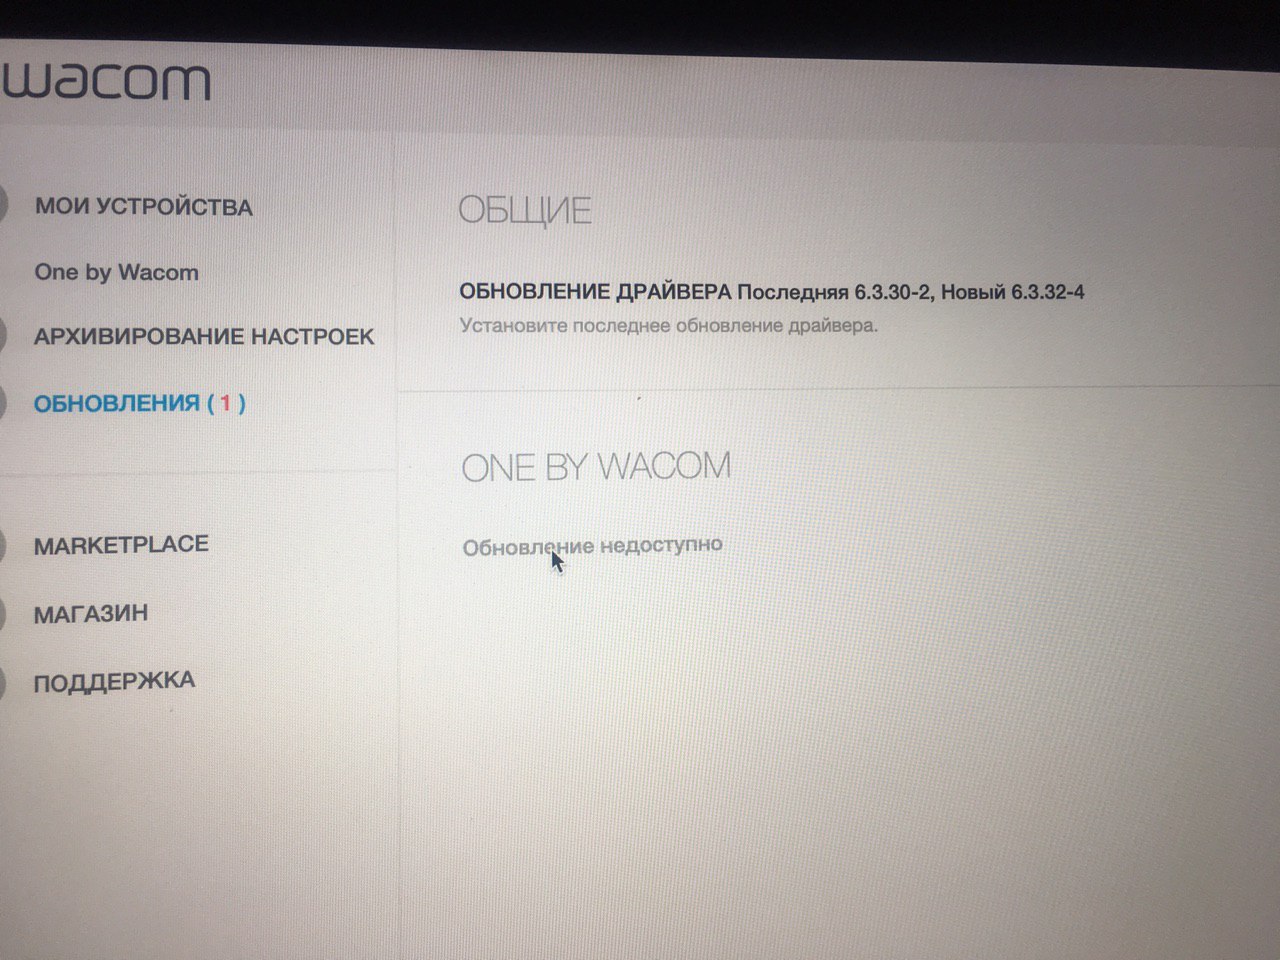 wacom
МОИ УСТРОЙСТВА
One by Wacom
АРХИВИРОВАНИЕ НАСТРОЕК
ОБНОВЛЕНИЯ ( 1 )
MARKETPLACE
МАГАЗИН
ПОДДЕРЖКА
ОБЩИЕ
ОБНОВЛЕНИЕ ДРАЙВЕРА Последняя 6.3.30-2, Новый 6.3.32-4
Установите последнее обновление драйвера.
ONE BY WACOM
Обновление недоступно